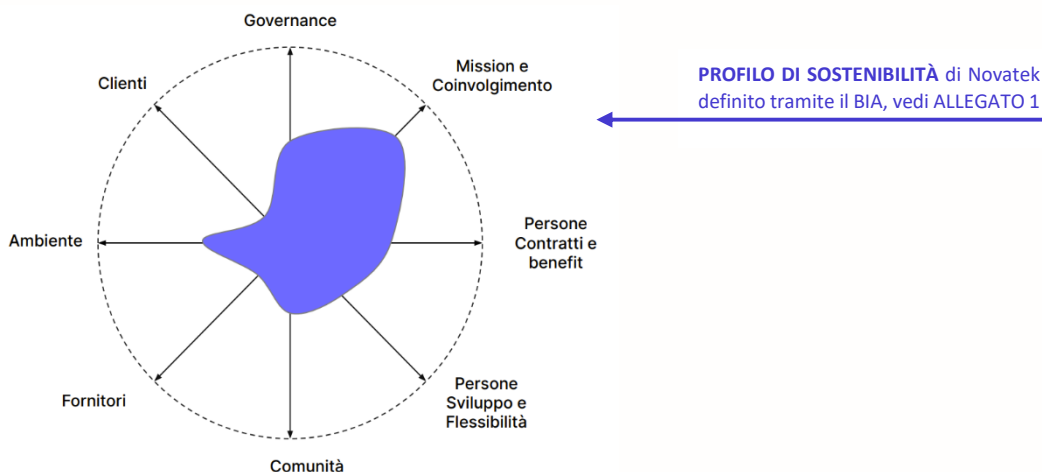 Governance
Mission e
Coinvolgimento
Clienti
PROFILO DI SOSTENIBILITÀ di Novatek
definito tramite il BIA, vedi ALLEGATO 1
Ambiente
Persone
Contratti e
benefit
Fornitori
Persone
Sviluppo e
Flessibilità
Comunità